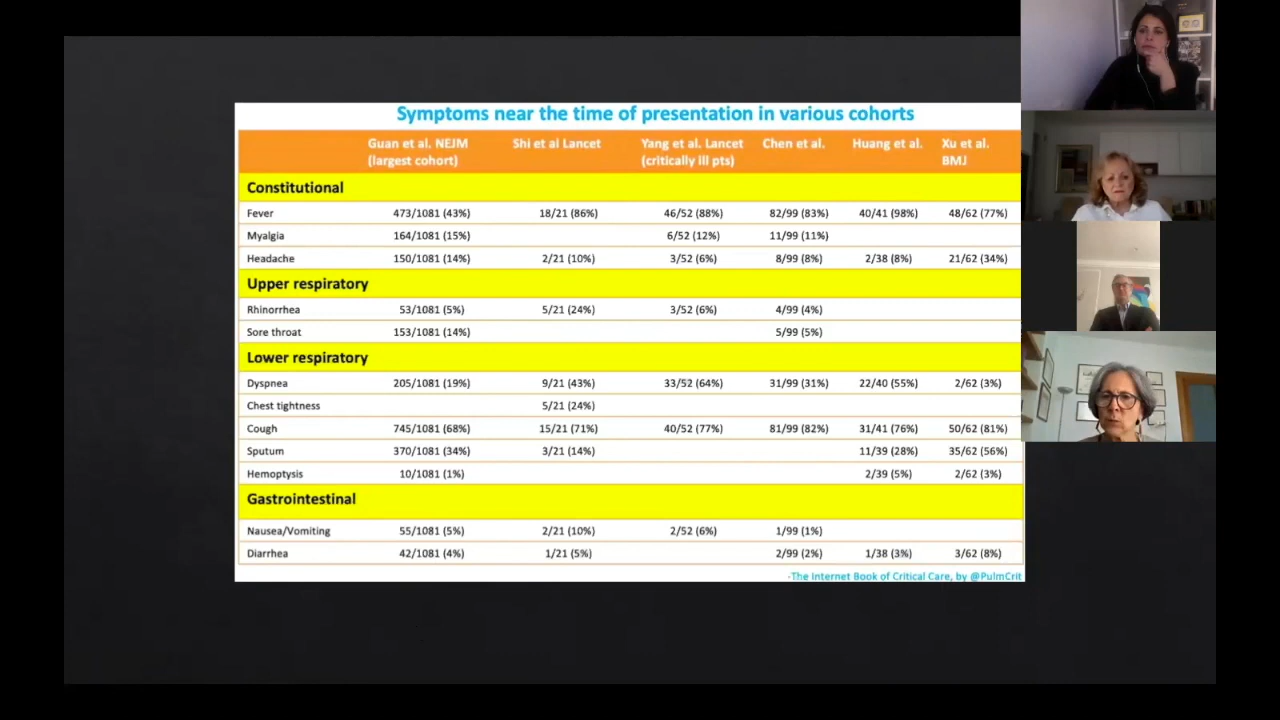 Symptoms near the time of presentation in various cohorts
Guan et al. NEJM (largest cohort) Shi et al Lancet Yang et al. Lancet (critically ill pts) Chen et al. Huang et al. Xu et al. BMJ
Constitutional
Fever 473/1081 (43%) 18/21 (86%) 46/52 (88%) 82/99 (83%) 40/41 (98%) 48/62 (77%)
Myalgia 164/1081 (15%) 6/52 (12%) 11/99 (11%)
Headache 150/1081 (14%) 2/21 (10%) 3/52 (6%) 8/99 (8%) 2/38 (8%) 21/62 (34%)
Upper respiratory
Rhinorrhea 53/1081 (5%) 5/21 (24%) 3/52 (6%) 4/99 (4%)
Sore throat 153/1081 (14%) 5/99 (5%)
Lower respiratory
Dyspnea 205/1081 (19%) 9/21 (43%) 33/52 (64%) 31/99 (31%) 22/40 (55%) 2/62 (3%)
Chest tightness 5/21 (24%)
Cough 745/1081 (68%) 15/21 (71%) 40/52 (77%) 81/99 (82%) 31/41 (76%) 50/62 (81%)
Sputum 370/1081 (34%) 3/21 (14%) 11/39 (28%) 35/62 (56%)
Hemoptysis 10/1081 (1%) 2/39 (5%) 2/62 (3%)
Gastrointestinal
Nausea/Vomiting 55/1081 (5%) 2/21 (10%) 2/52 (6%) 1/99 (1%)
Diarrhea 42/1081 (4%) 1/21 (5%) 2/99 (2%) 1/38 (3%) 3/62 (8%)
-The Internet Book of Critical Care, by @PulmCrit